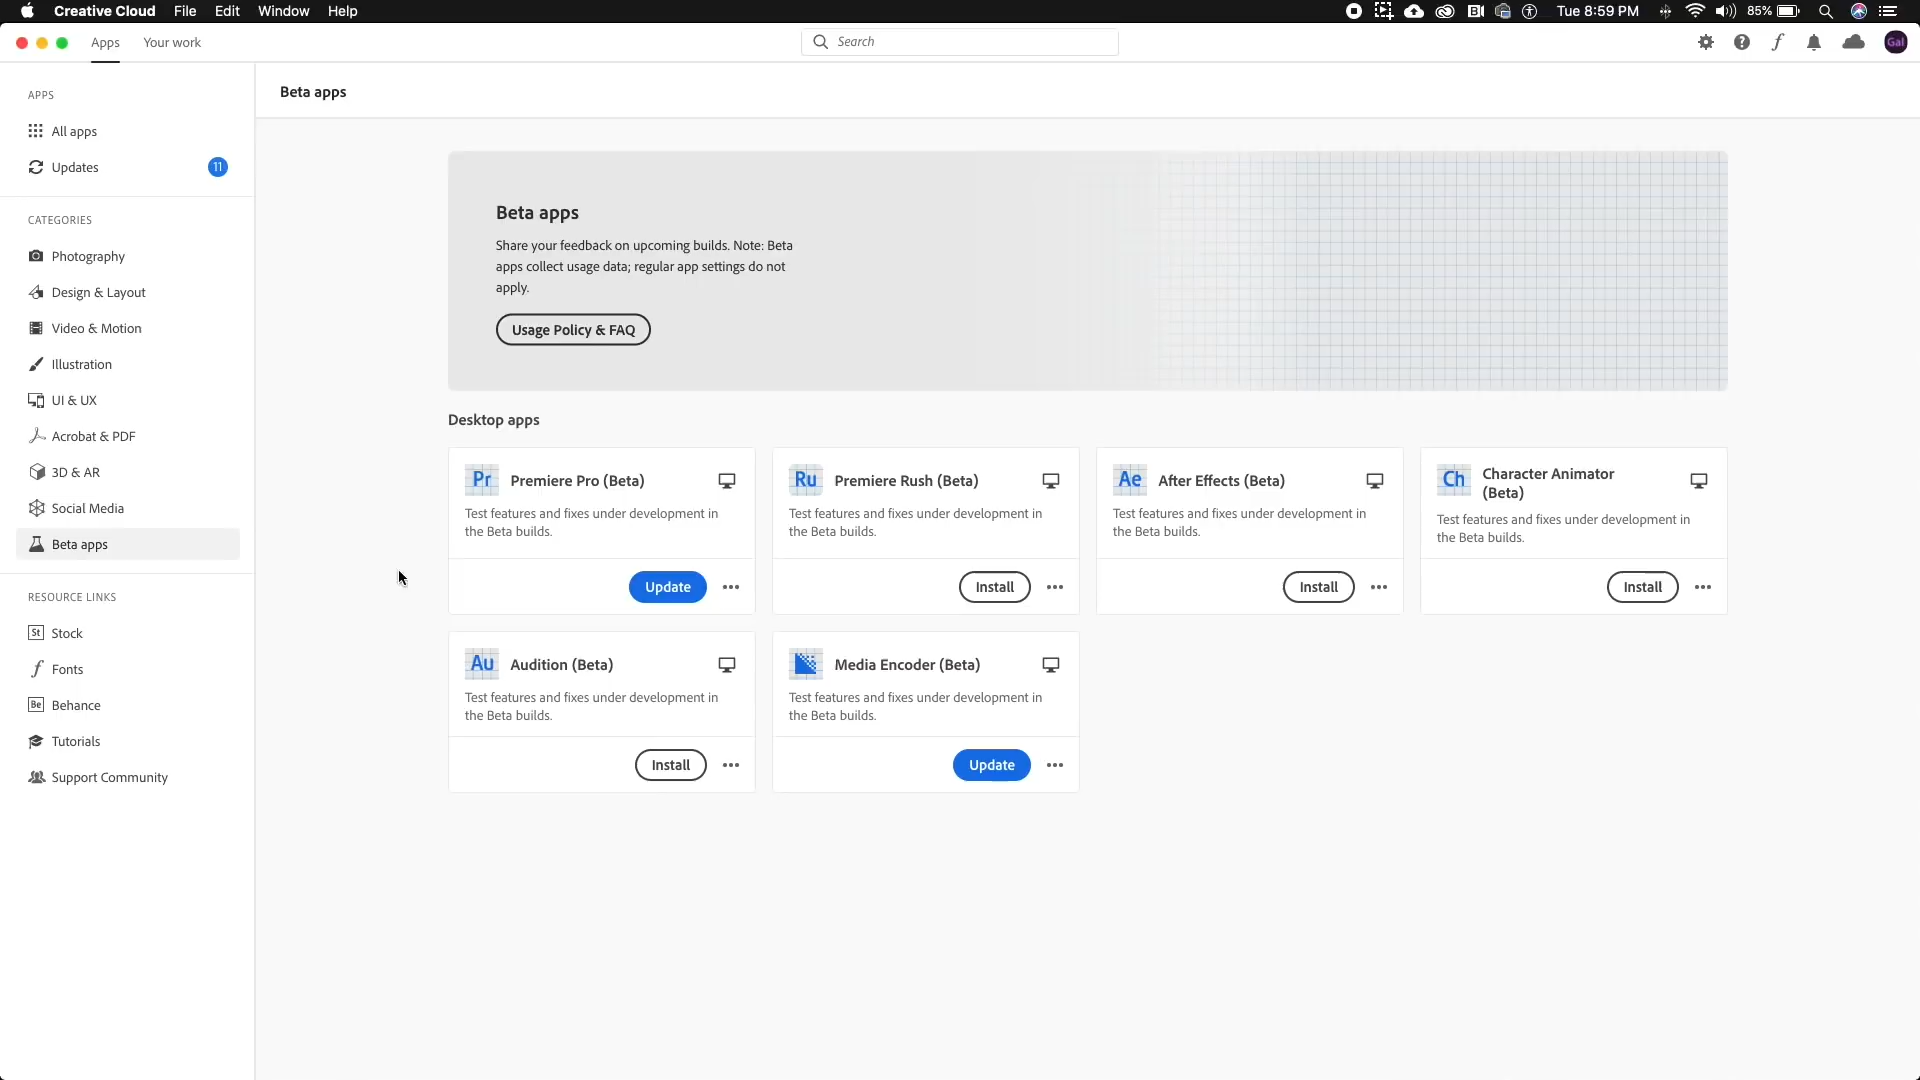 Creative Cloud File Edit Window Help
Tue 8:59 PM 85%
Apps Your work
Search
Gal
APPS
All apps
Updates 11
CATEGORIES
Photography
Design & Layout
Video & Motion
Illustration
UI & UX
Acrobat & PDF
3D & AR
Social Media
Beta apps
RESOURCE LINKS
St Stock
Fonts
Be Behance
Tutorials
Support Community
Beta apps
Beta apps
Share your feedback on upcoming builds. Note: Beta
apps collect usage data; regular app settings do not
apply.
Usage Policy & FAQ
Desktop apps
Pr Premiere Pro (Beta)
Test features and fixes under development in
the Beta builds.
Update
Ru Premiere Rush (Beta)
Test features and fixes under development in
the Beta builds.
Install
Ae After Effects (Beta)
Test features and fixes under development in
the Beta builds.
Install
Ch Character Animator
(Beta)
Test features and fixes under development in
the Beta builds.
Install
Au Audition (Beta)
Test features and fixes under development in
the Beta builds.
Install
Media Encoder (Beta)
Test features and fixes under development in
the Beta builds.
Update